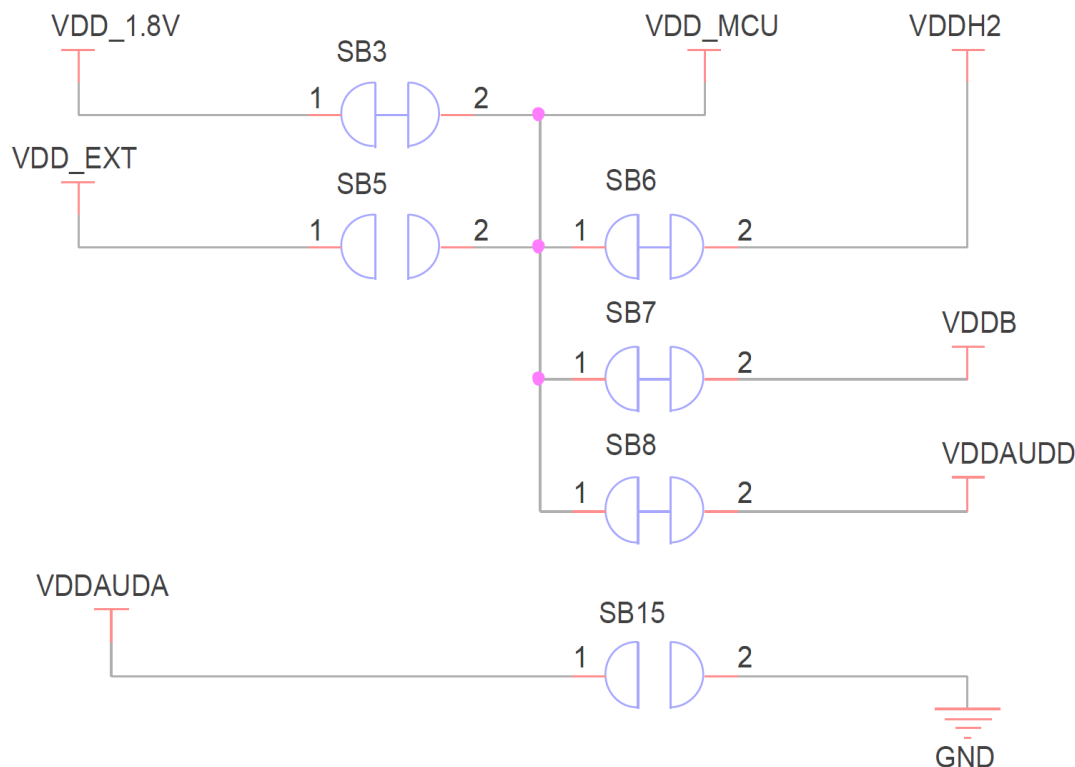 VDD_1.8V
VDD_MCU
VDDH2
SB3
1
2
VDD_EXT
SB5
SB6
1
2
1
2
SB7
VDDB
1
2
SB8
VDDAUDD
1
2
VDDAUDA
SB15
1
2
GND